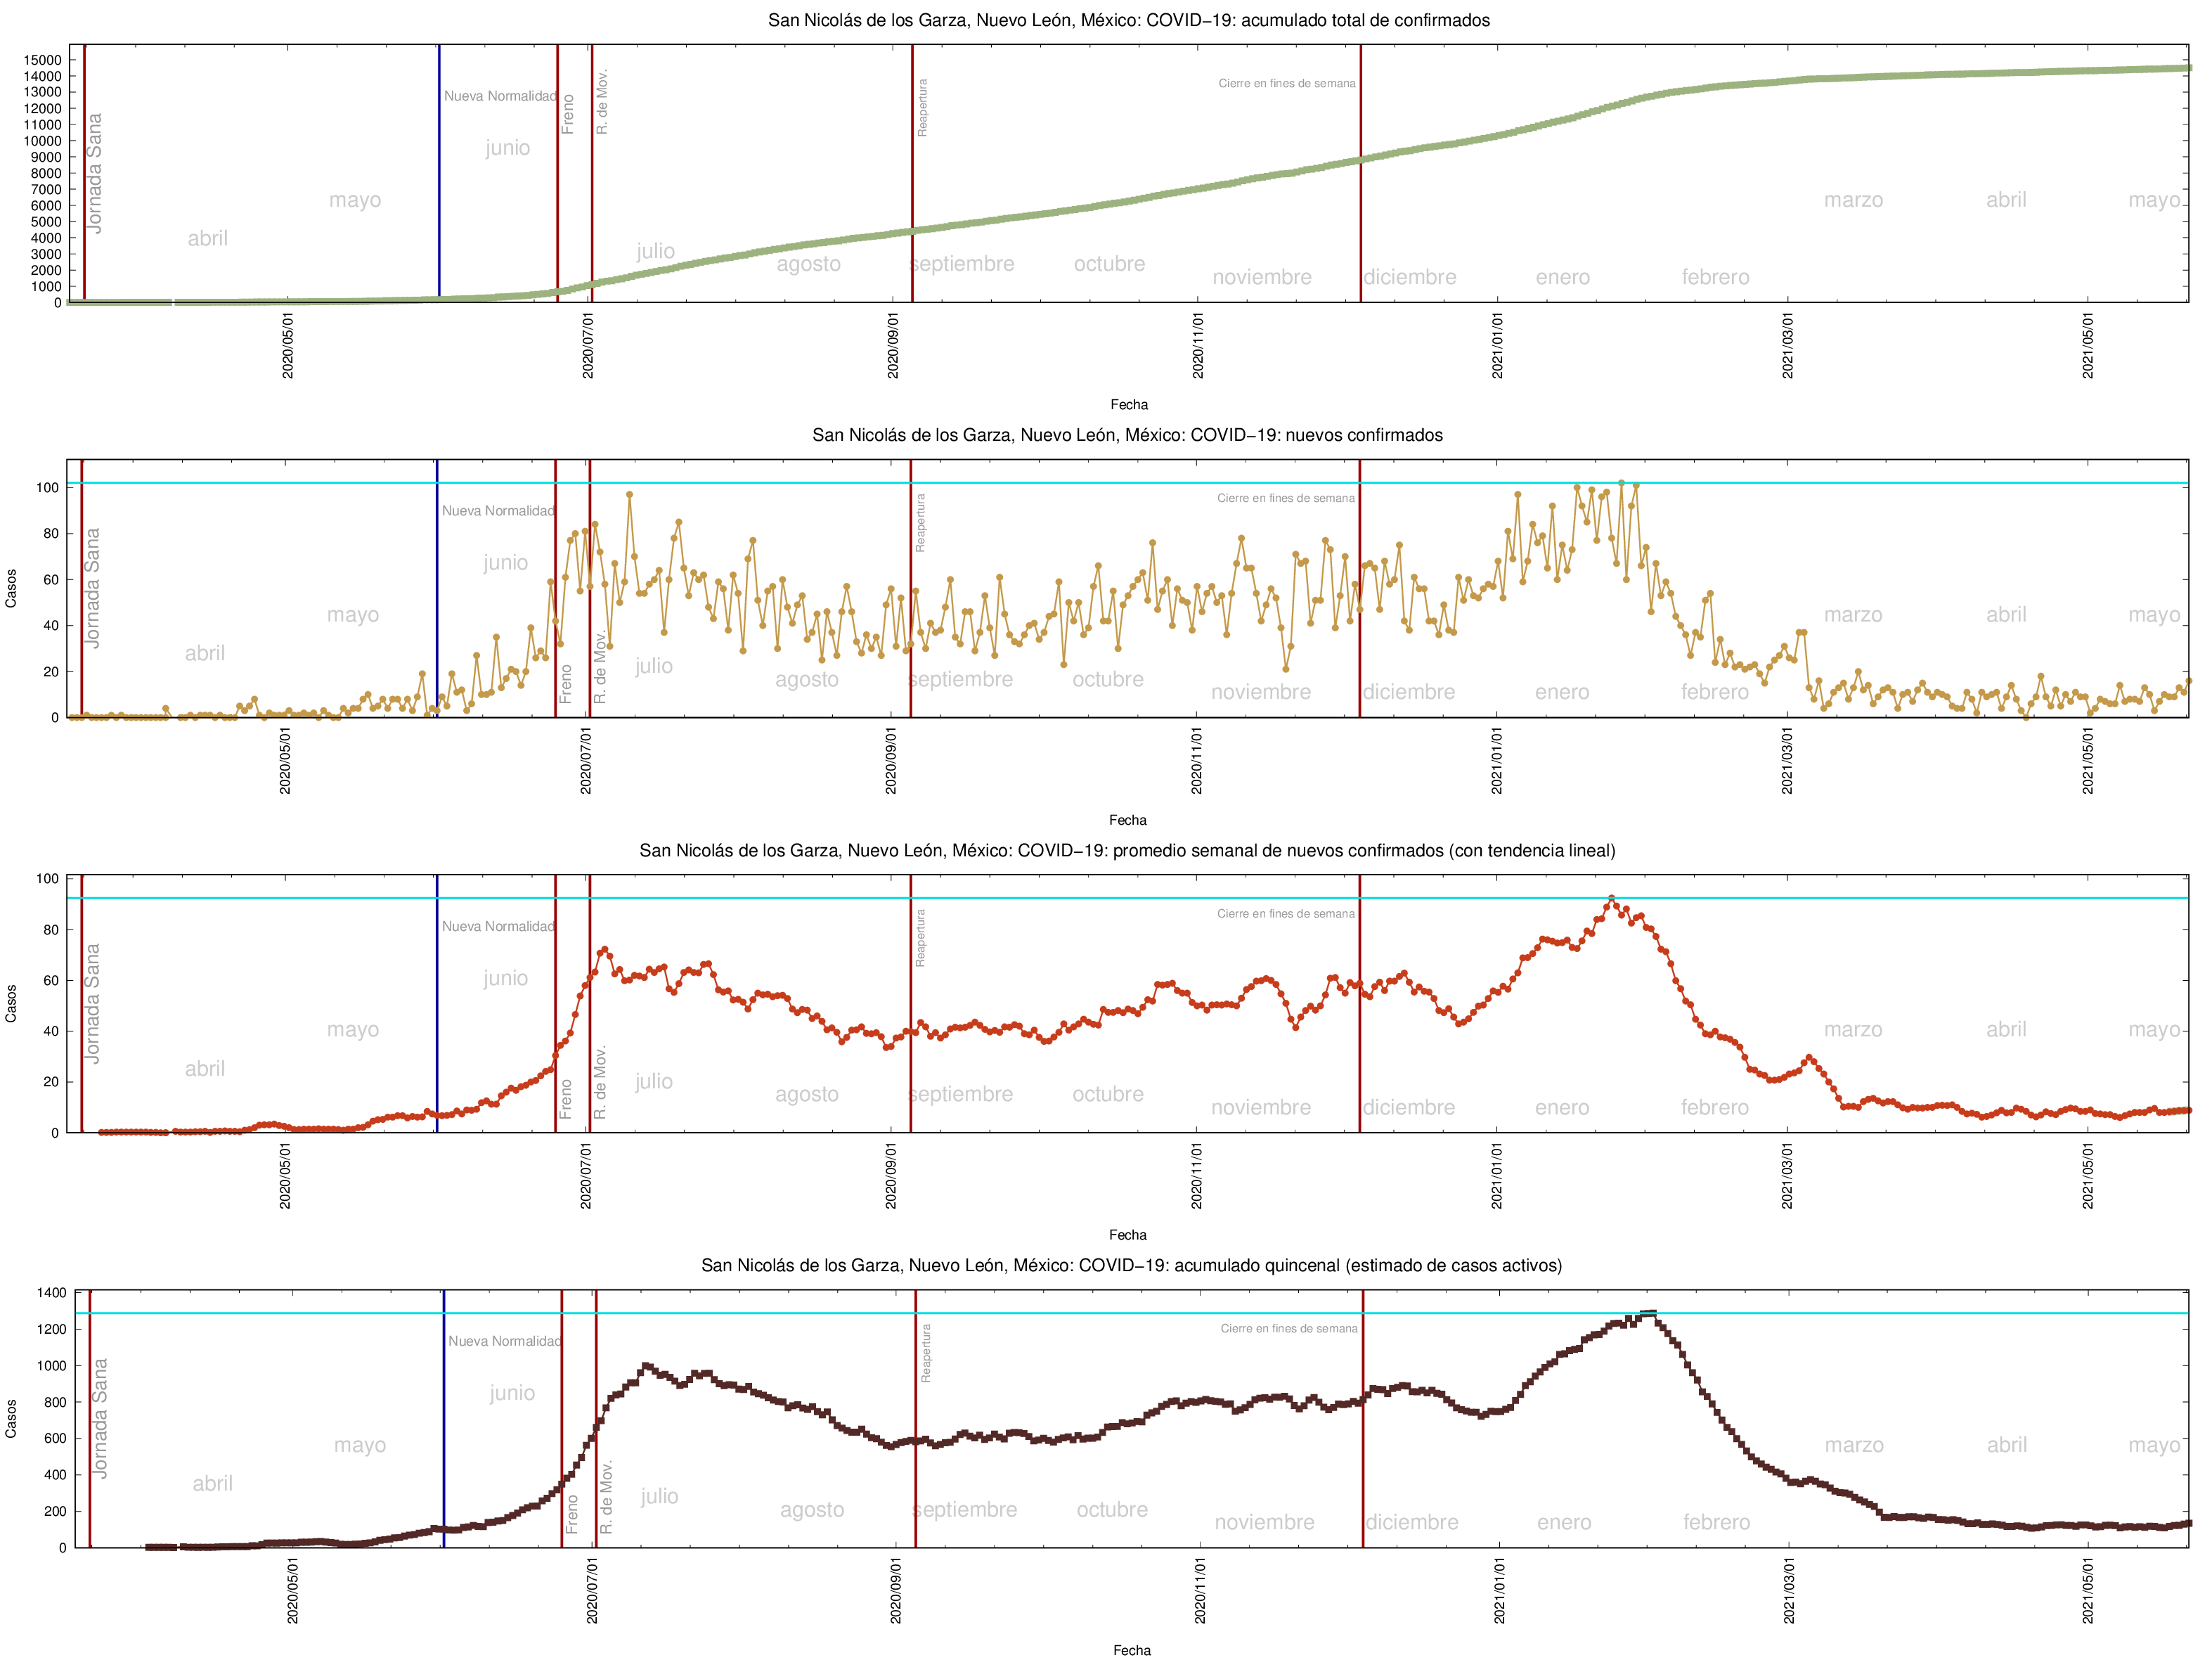 San Nicolás de los Garza, Nuevo León, México: COVID−19: acumulado total de confirmados
15000
14000
13000
12000
11000
10000
9000
8000
7000
6000
5000
4000
3000
2000
1000
0
Jornada Sana
abril
mayo
Nueva Normalidad
junio
Freno
R. de Mov.
julio
agosto
Reapertura
septiembre
octubre
noviembre
Cierre en fines de semana
diciembre
enero
febrero
marzo
abril
mayo
2020/05/01
2020/07/01
2020/09/01
2020/11/01
2021/01/01
2021/03/01
2021/05/01
Fecha
San Nicolás de los Garza, Nuevo León, México: COVID−19: nuevos confirmados
Casos
100
80
60
40
20
0
Jornada Sana
abril
mayo
Nueva Normalidad
junio
Freno
R. de Mov.
julio
agosto
Reapertura
septiembre
octubre
noviembre
Cierre en fines de semana
diciembre
enero
febrero
marzo
abril
mayo
2020/05/01
2020/07/01
2020/09/01
2020/11/01
2021/01/01
2021/03/01
2021/05/01
Fecha
San Nicolás de los Garza, Nuevo León, México: COVID−19: promedio semanal de nuevos confirmados (con tendencia lineal)
Casos
100
80
60
40
20
0
Jornada Sana
abril
mayo
Nueva Normalidad
junio
Freno
R. de Mov.
julio
agosto
Reapertura
septiembre
octubre
noviembre
Cierre en fines de semana
diciembre
enero
febrero
marzo
abril
mayo
2020/05/01
2020/07/01
2020/09/01
2020/11/01
2021/01/01
2021/03/01
2021/05/01
Fecha
San Nicolás de los Garza, Nuevo León, México: COVID−19: acumulado quincenal (estimado de casos activos)
Casos
1400
1200
1000
800
600
400
200
0
Jornada Sana
abril
mayo
Nueva Normalidad
junio
Freno
R. de Mov.
julio
agosto
Reapertura
septiembre
octubre
noviembre
Cierre en fines de semana
diciembre
enero
febrero
marzo
abril
mayo
2020/05/01
2020/07/01
2020/09/01
2020/11/01
2021/01/01
2021/03/01
2021/05/01
Fecha